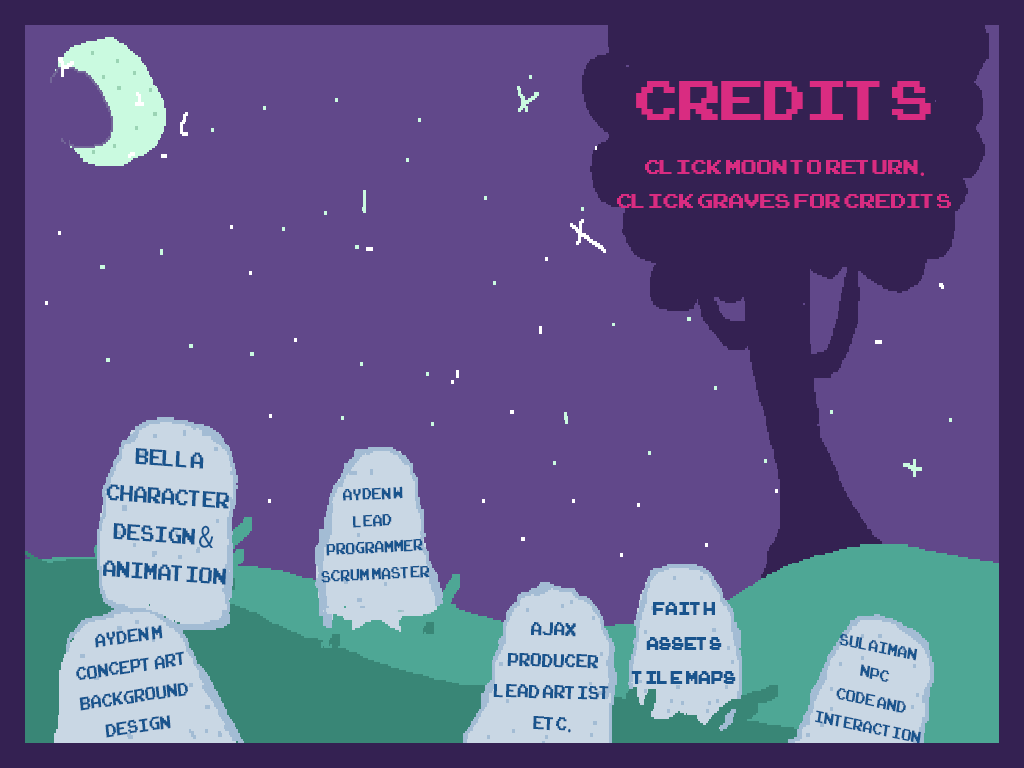 CREDITS
CLICK MOON TO RETURN.
CLICK GRAVES FOR CREDITS
BELLA
CHARACTER
DESIGN &
ANIMATION
AYDEN W
LEAD
PROGRAMMER
SCRUM MASTER
AYDEN M
CONCEPT ART
BACKGROUND
DESIGN
AJAX
PRODUCER
LEAD ARTIST
ETC.
FAITH
ASSETS
TILEMAPS
SULAIMAN
NPC
CODE AND
INTERACTION